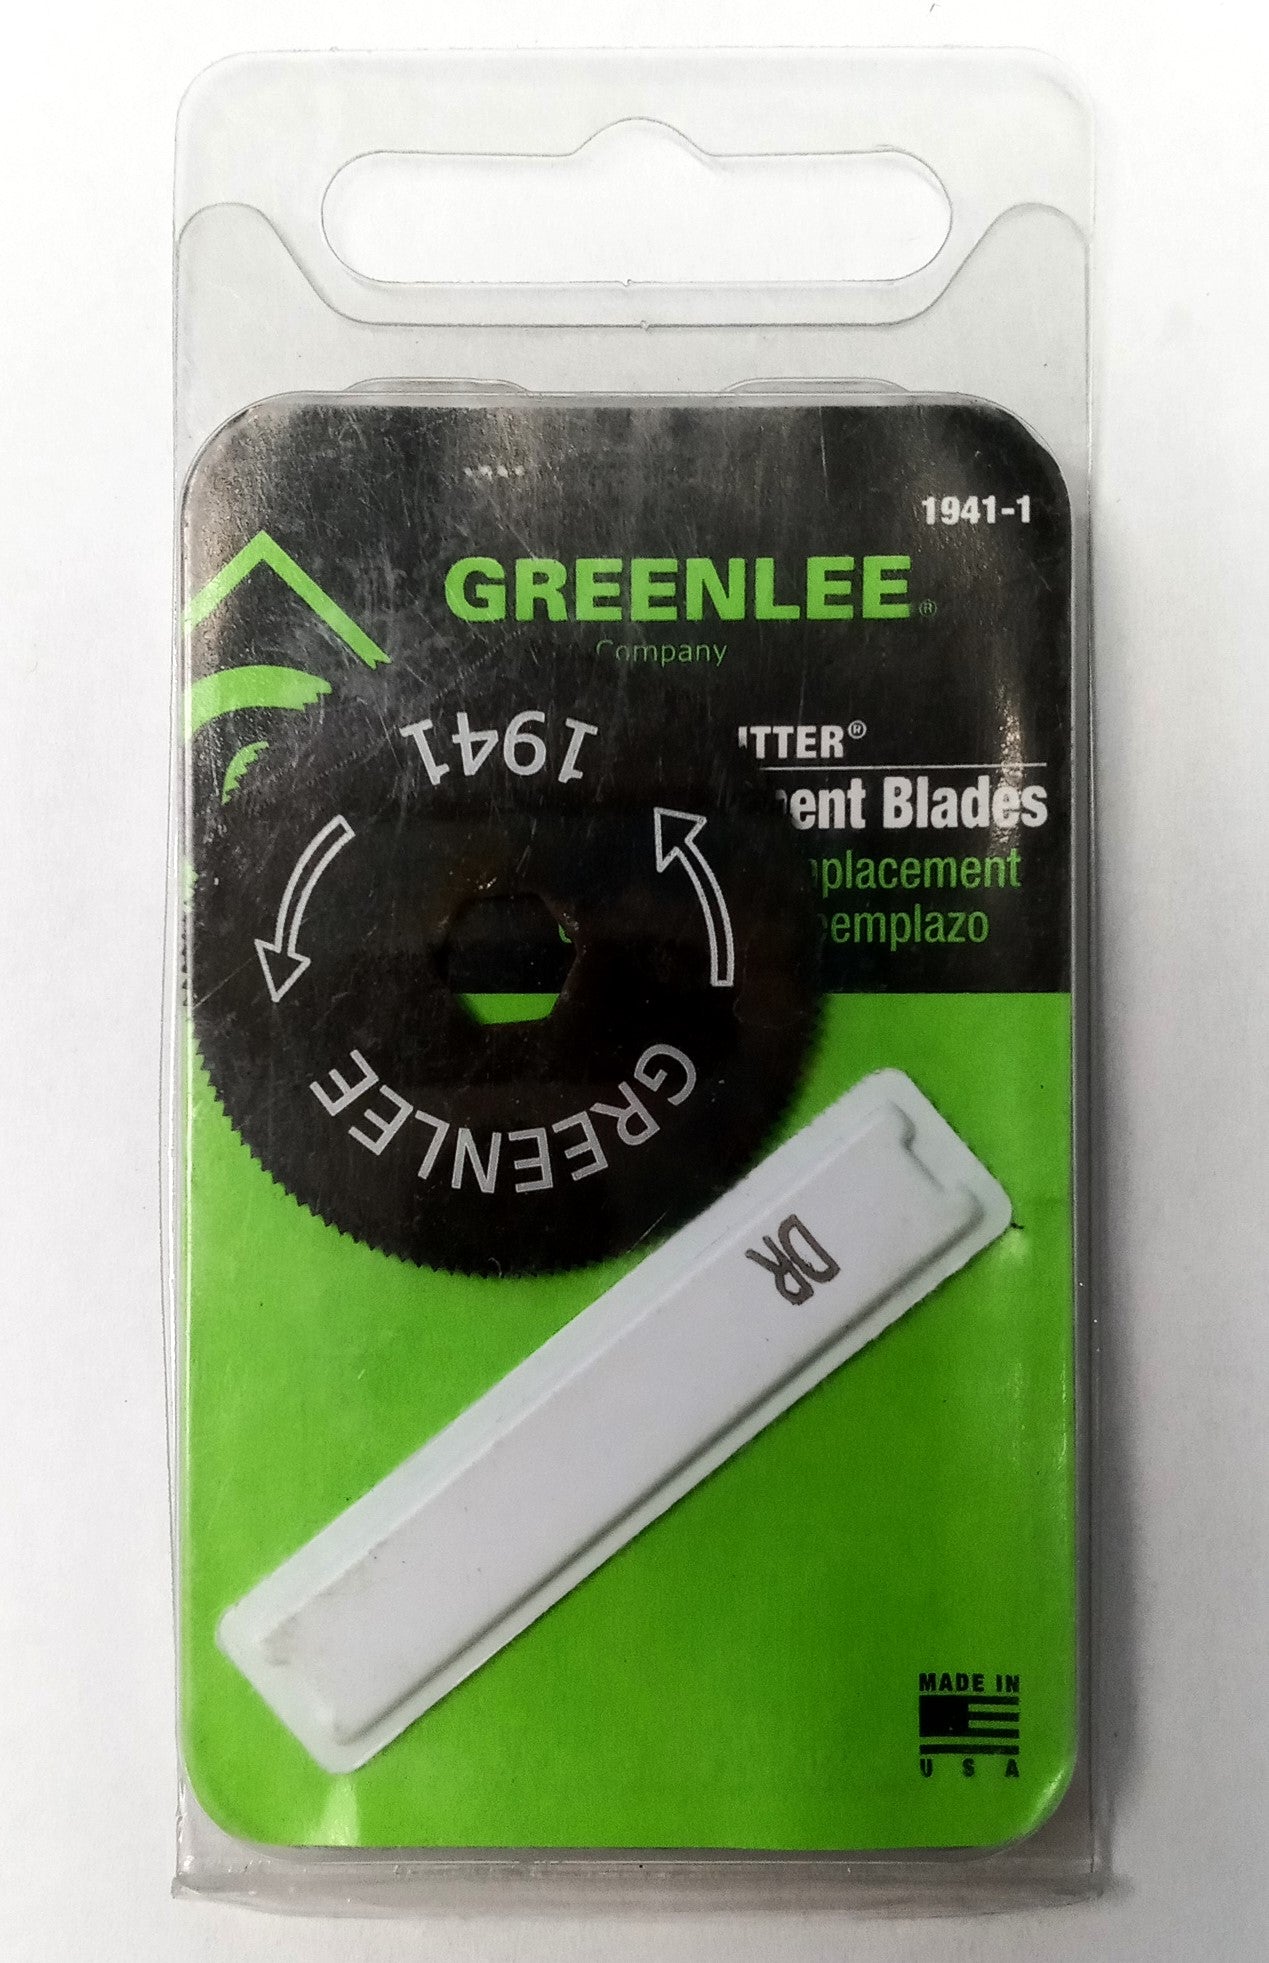 1941-1
GREENLEE®
Company
ITTER®
ent Blades
placement
eemplazo
1941
GREENLEE
DR
MADE IN
USA